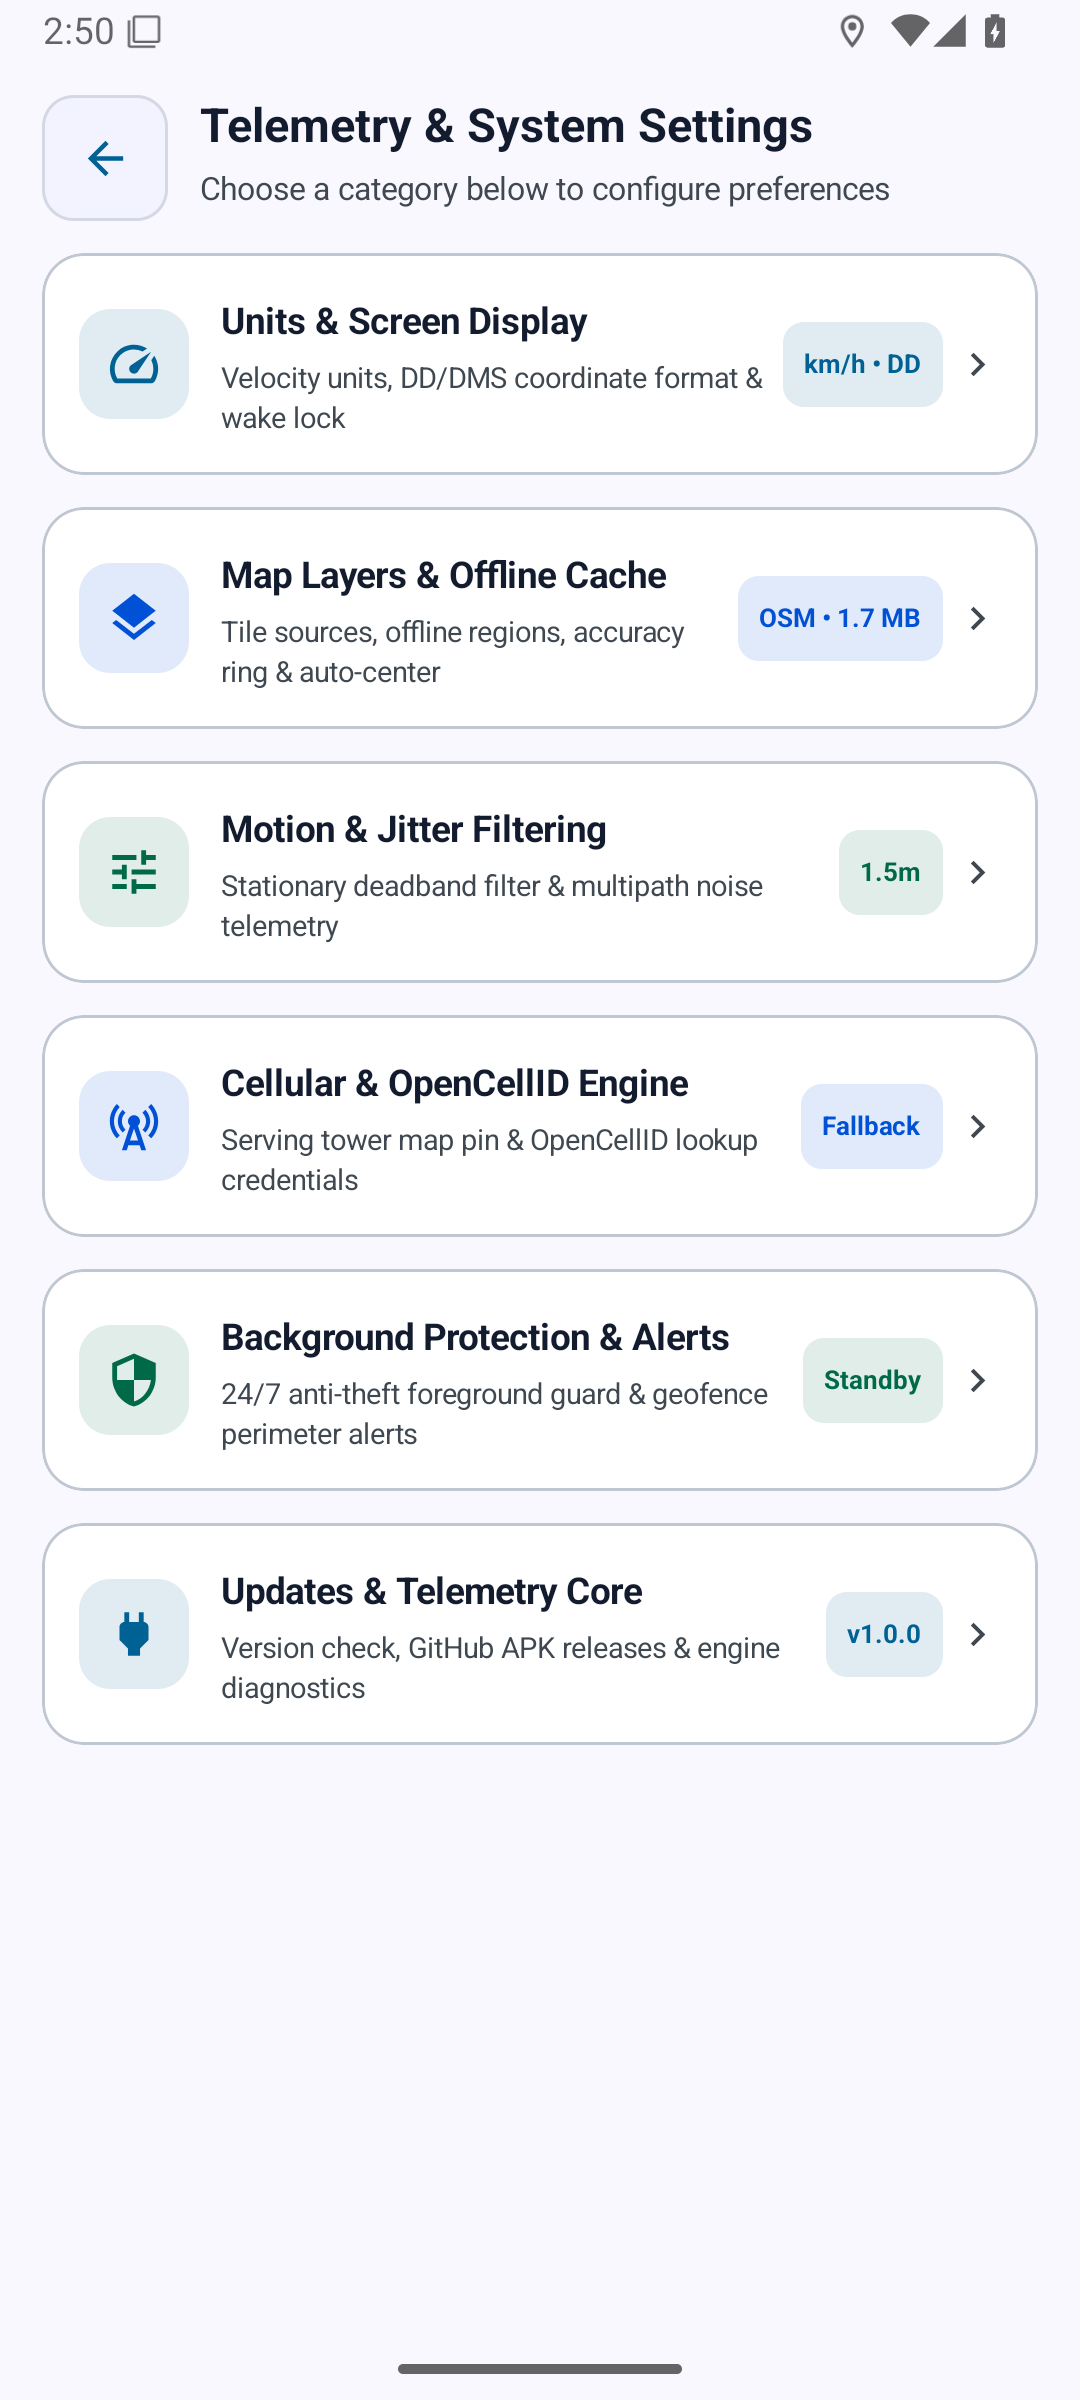 2:50
Telemetry & System Settings
Choose a category below to configure preferences
Units & Screen Display
Velocity units, DD/DMS coordinate format &
wake lock
km/h • DD
Map Layers & Offline Cache
Tile sources, offline regions, accuracy
ring & auto-center
OSM • 1.7 MB
Motion & Jitter Filtering
Stationary deadband filter & multipath noise
telemetry
1.5m
Cellular & OpenCellID Engine
Serving tower map pin & OpenCellID lookup
credentials
Fallback
Background Protection & Alerts
24/7 anti-theft foreground guard & geofence
perimeter alerts
Standby
Updates & Telemetry Core
Version check, GitHub APK releases & engine
diagnostics
v1.0.0